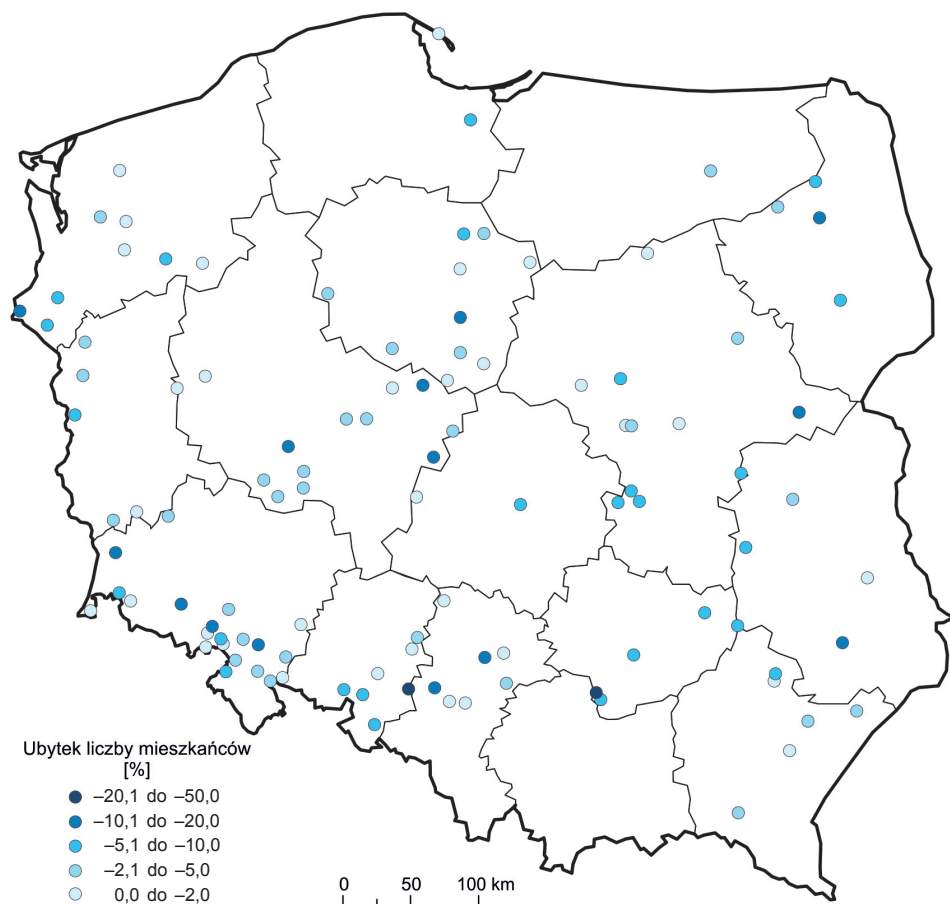 Ubytek liczby mieszkańców
[%]
–20,1 do –50,0
–10,1 do –20,0
–5,1 do –10,0
–2,1 do –5,0
0,0 do –2,0
0 50 100 km